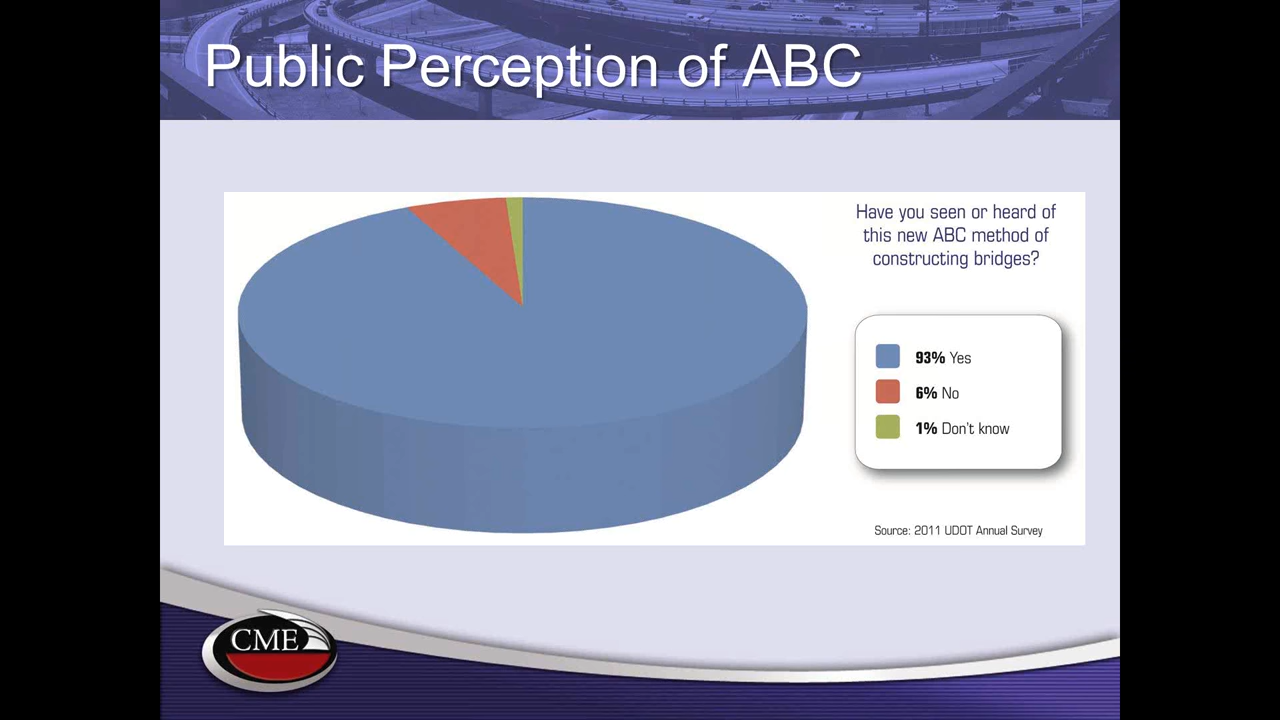 Public Perception of ABC
Have you seen or heard of
this new ABC method of
constructing bridges?
93% Yes
6% No
1% Don't know
Source: 2011 UDOT Annual Survey
CME